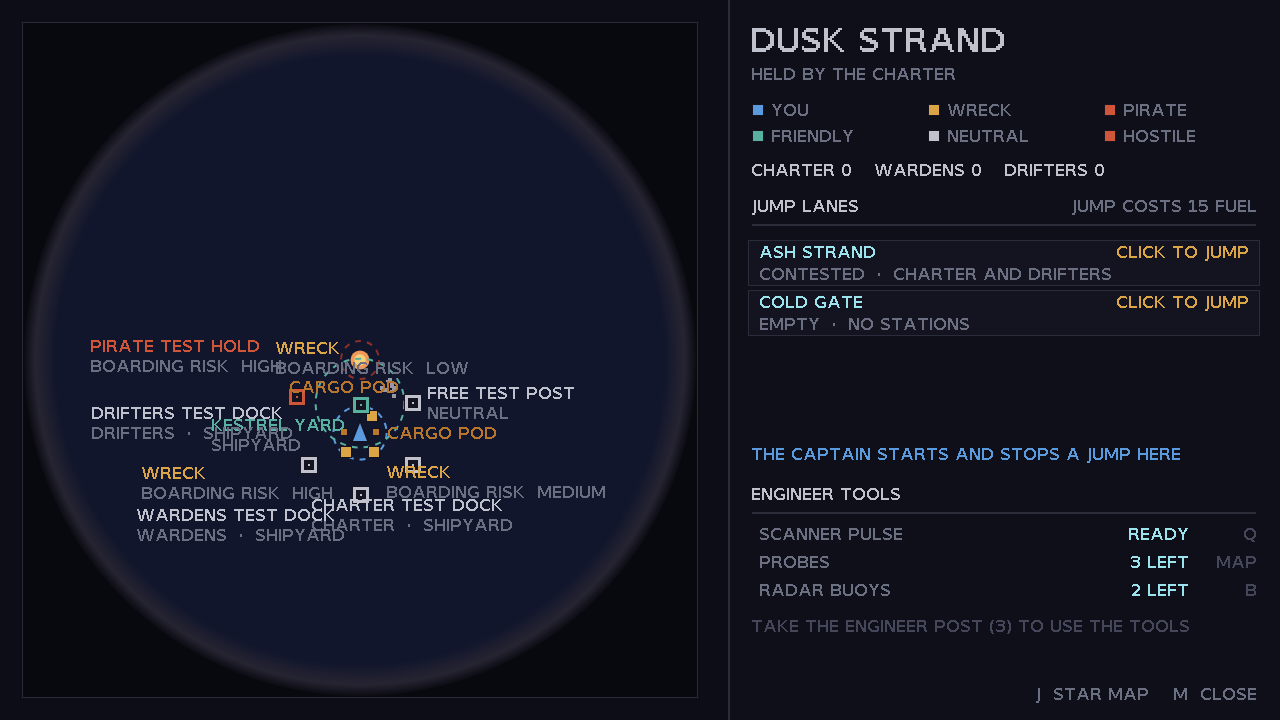 DUSK STRAND
HELD BY THE CHARTER
YOU
WRECK
PIRATE
FRIENDLY
NEUTRAL
HOSTILE
CHARTER 0 WARDENS 0 DRIFTERS 0
JUMP LANES
JUMP COSTS 15 FUEL
ASH STRAND
CLICK TO JUMP
CONTESTED · CHARTER AND DRIFTERS
COLD GATE
CLICK TO JUMP
EMPTY · NO STATIONS
THE CAPTAIN STARTS AND STOPS A JUMP HERE
ENGINEER TOOLS
SCANNER PULSE READY Q
PROBES 3 LEFT MAP
RADAR BUOYS 2 LEFT B
TAKE THE ENGINEER POST (3) TO USE THE TOOLS
J STAR MAP M CLOSE
PIRATE TEST HOLD
BOARDING RISK HIGH
WRECK
BOARDING RISK LOW
CARGO POD
FREE TEST POST
NEUTRAL
DRIFTERS TEST DOCK
DRIFTERS · SHIPYARD
KESTREL YARD
SHIPYARD
CARGO POD
WRECK
BOARDING RISK HIGH
WRECK
BOARDING RISK MEDIUM
WARDENS TEST DOCK
WARDENS · SHIPYARD
CHARTER TEST DOCK
CHARTER · SHIPYARD